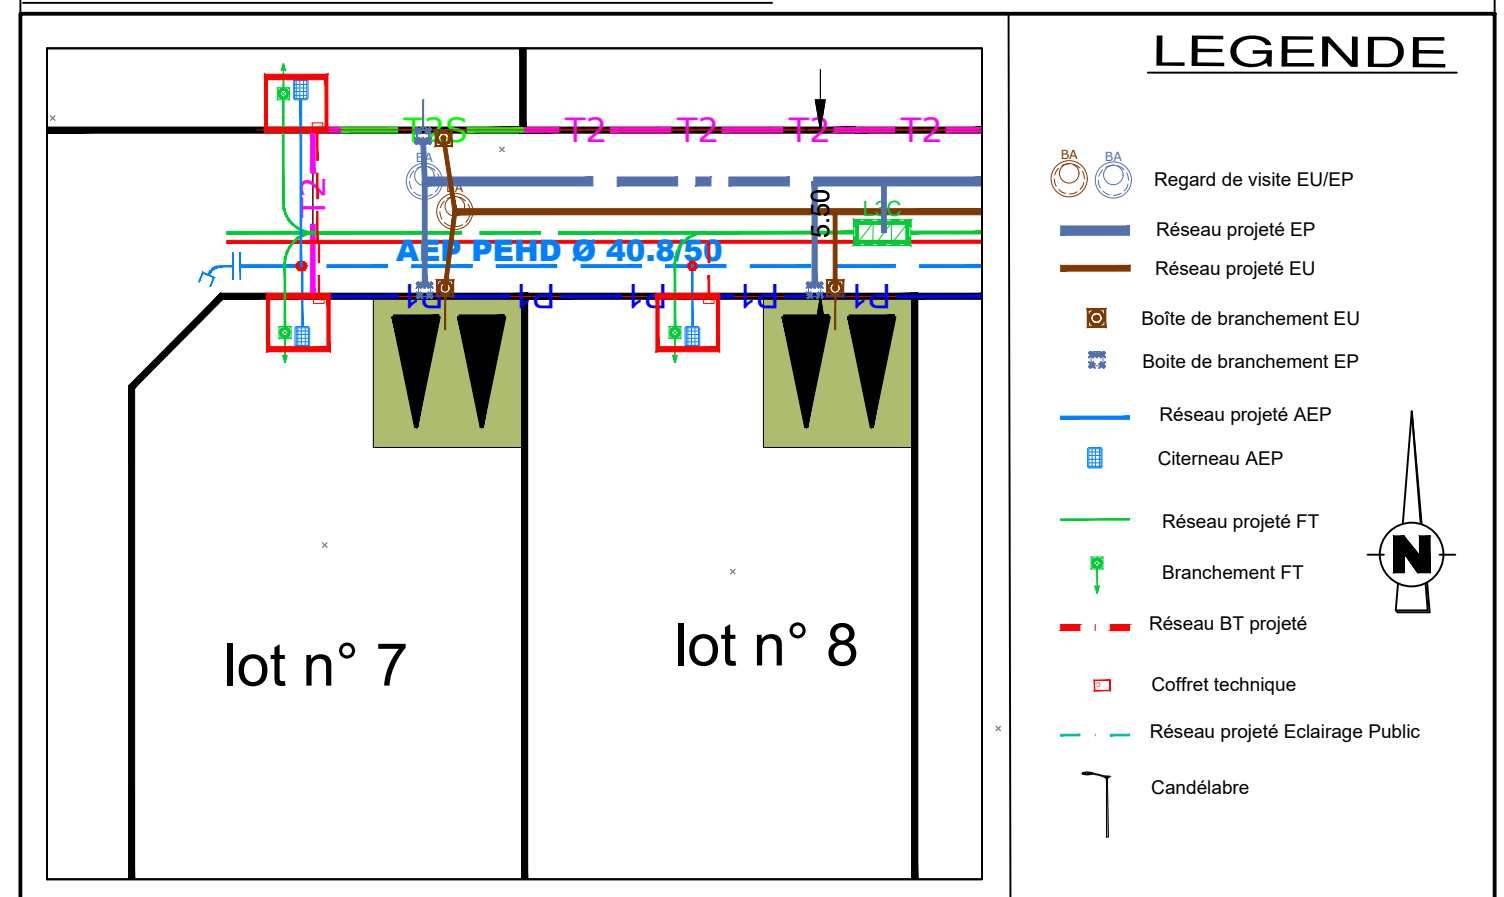 T2S T2 T2 T2 T2
BA
BA
T2
5.50
L3C
AEP PEHD Ø 40.8/50
P1 P1 P1 P1 P1
lot n° 7
lot n° 8
LEGENDE
BA BA
Regard de visite EU/EP
Réseau projeté EP
Réseau projeté EU
Boîte de branchement EU
Boite de branchement EP
Réseau projeté AEP
Citerneau AEP
Réseau projeté FT
Branchement FT
N
Réseau BT projeté
Coffret technique
Réseau projeté Eclairage Public
Candélabre